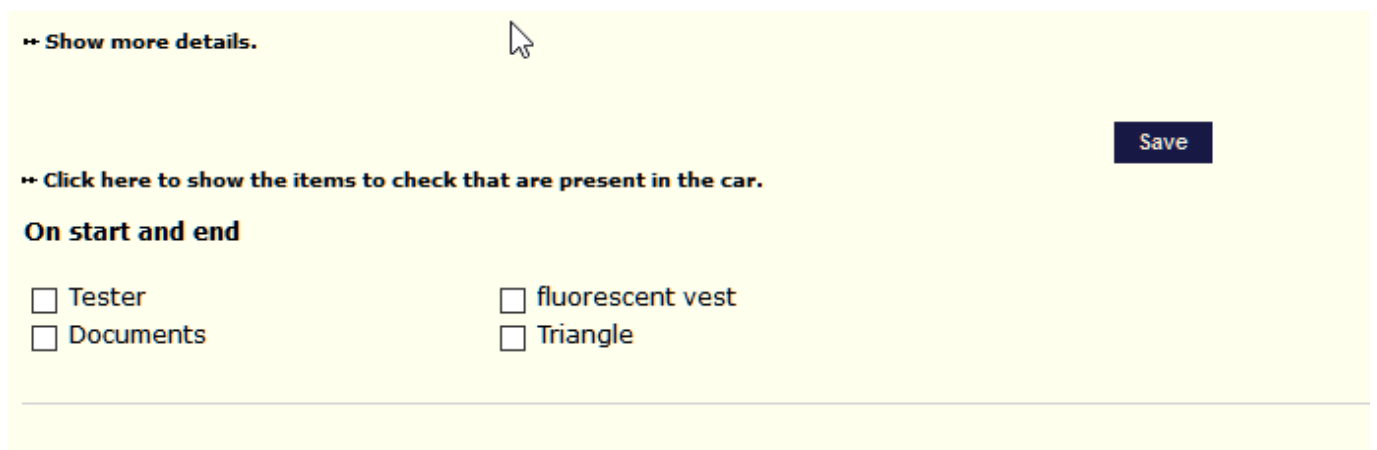 Show more details.
Save
Click here to show the items to check that are present in the car.
On start and end
Tester fluorescent vest
Documents Triangle